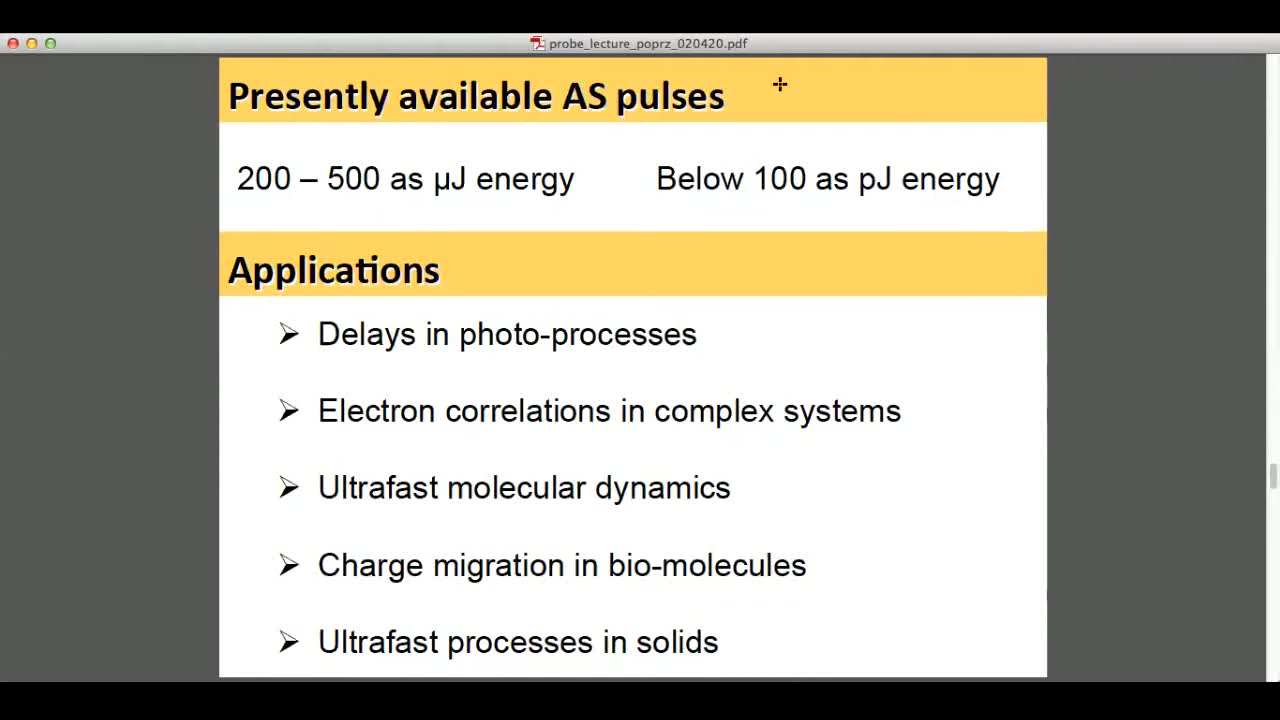 probe_lecture_poprz_020420.pdf
Presently available AS pulses
200 – 500 as µJ energy Below 100 as pJ energy
Applications
➢ Delays in photo-processes
➢ Electron correlations in complex systems
➢ Ultrafast molecular dynamics
➢ Charge migration in bio-molecules
➢ Ultrafast processes in solids